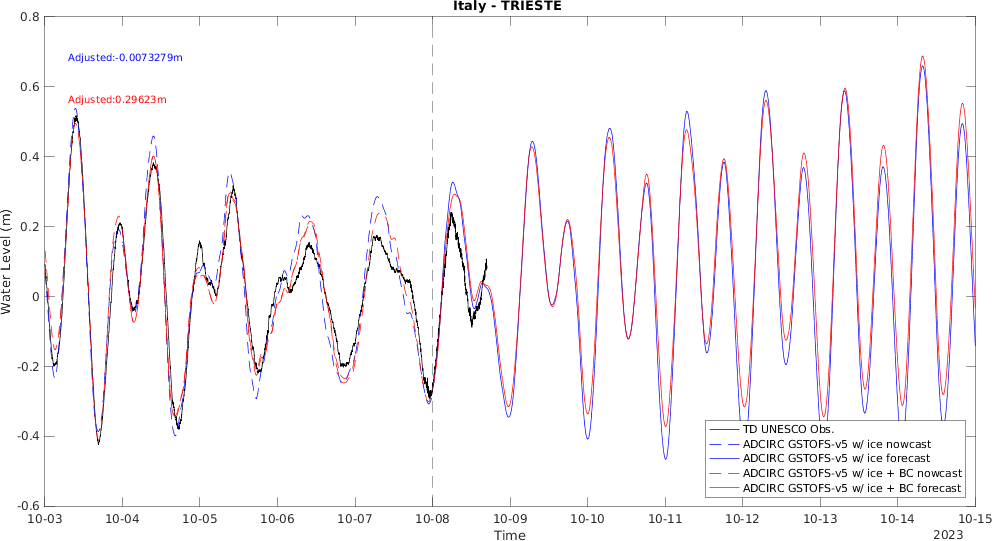 Italy - TRIESTE
Adjusted:-0.0073279m
Adjusted:0.29623m
Water Level (m)
0.8
0.6
0.4
0.2
0
-0.2
-0.4
-0.6
TD UNESCO Obs.
ADCIRC GSTOFS-v5 w/ ice nowcast
ADCIRC GSTOFS-v5 w/ ice forecast
ADCIRC GSTOFS-v5 w/ ice + BC nowcast
ADCIRC GSTOFS-v5 w/ ice + BC forecast
10-03 10-04 10-05 10-06 10-07 10-08 10-09 10-10 10-11 10-12 10-13 10-14 10-15
Time
2023